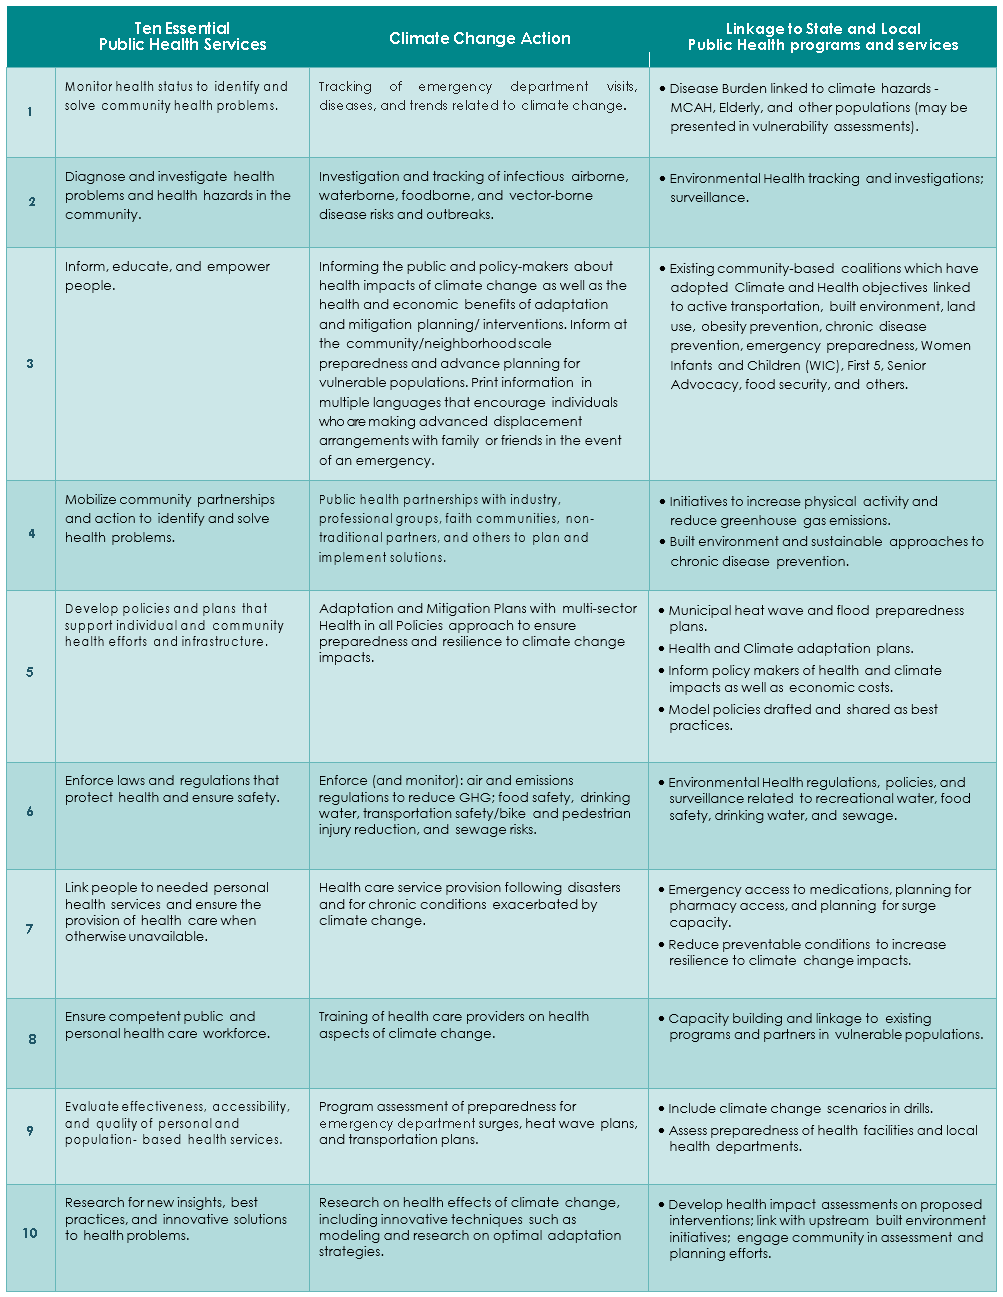 Ten Essential
Public Health Services
Climate Change Action
Linkage to State and Local
Public Health programs and services
1
Monitor health status to identify and
solve community health problems.
Tracking of emergency department visits,
diseases, and trends related to climate change.
• Disease Burden linked to climate hazards -
MCAH, Elderly, and other populations (may be
presented in vulnerability assessments).
2
Diagnose and investigate health
problems and health hazards in the
community.
Investigation and tracking of infectious airborne,
waterborne, foodborne, and vector-borne
disease risks and outbreaks.
• Environmental Health tracking and investigations;
surveillance.
3
Inform, educate, and empower
people.
Informing the public and policy-makers about
health impacts of climate change as well as the
health and economic benefits of adaptation
and mitigation planning/ interventions. Inform at
the community/neighborhood scale
preparedness and advance planning for
vulnerable populations. Print information in
multiple languages that encourage individuals
who are making advanced displacement
arrangements with family or friends in the event
of an emergency.
• Existing community-based coalitions which have
adopted Climate and Health objectives linked
to active transportation, built environment, land
use, obesity prevention, chronic disease
prevention, emergency preparedness, Women
Infants and Children (WIC), First 5, Senior
Advocacy, food security, and others.
4
Mobilize community partnerships
and action to identify and solve
health problems.
Public health partnerships with industry,
professional groups, faith communities, non-
traditional partners, and others to plan and
implement solutions.
• Initiatives to increase physical activity and
reduce greenhouse gas emissions.
• Built environment and sustainable approaches to
chronic disease prevention.
5
Develop policies and plans that
support individual and community
health efforts and infrastructure.
Adaptation and Mitigation Plans with multi-sector
Health in all Policies approach to ensure
preparedness and resilience to climate change
impacts.
• Municipal heat wave and flood preparedness
plans.
• Health and Climate adaptation plans.
• Inform policy makers of health and climate
impacts as well as economic costs.
• Model policies drafted and shared as best
practices.
6
Enforce laws and regulations that
protect health and ensure safety.
Enforce (and monitor): air and emissions
regulations to reduce GHG; food safety, drinking
water, transportation safety/bike and pedestrian
injury reduction, and sewage risks.
• Environmental Health regulations, policies, and
surveillance related to recreational water, food
safety, drinking water, and sewage.
7
Link people to needed personal
health services and ensure the
provision of health care when
otherwise unavailable.
Health care service provision following disasters
and for chronic conditions exacerbated by
climate change.
• Emergency access to medications, planning for
pharmacy access, and planning for surge
capacity.
• Reduce preventable conditions to increase
resilience to climate change impacts.
8
Ensure competent public and
personal health care workforce.
Training of health care providers on health
aspects of climate change.
• Capacity building and linkage to existing
programs and partners in vulnerable populations.
9
Evaluate effectiveness, accessibility,
and quality of personal and
population- based health services.
Program assessment of preparedness for
emergency department surges, heat wave plans,
and transportation plans.
• Include climate change scenarios in drills.
• Assess preparedness of health facilities and local
health departments.
10
Research for new insights, best
practices, and innovative solutions
to health problems.
Research on health effects of climate change,
including innovative techniques such as
modeling and research on optimal adaptation
strategies.
• Develop health impact assessments on proposed
interventions; link with upstream built environment
initiatives; engage community in assessment and
planning efforts.